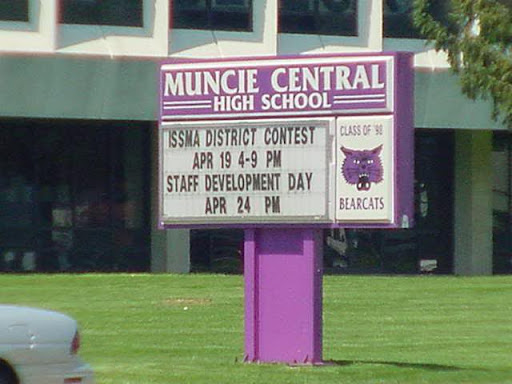 MUNCIE CENTRAL
HIGH SCHOOL
ISSMA DISTRICT CONTEST
APR 19 4-9 PM
STAFF DEVELOPMENT DAY
APR 24 PM
CLASS OF '98
BEARCATS